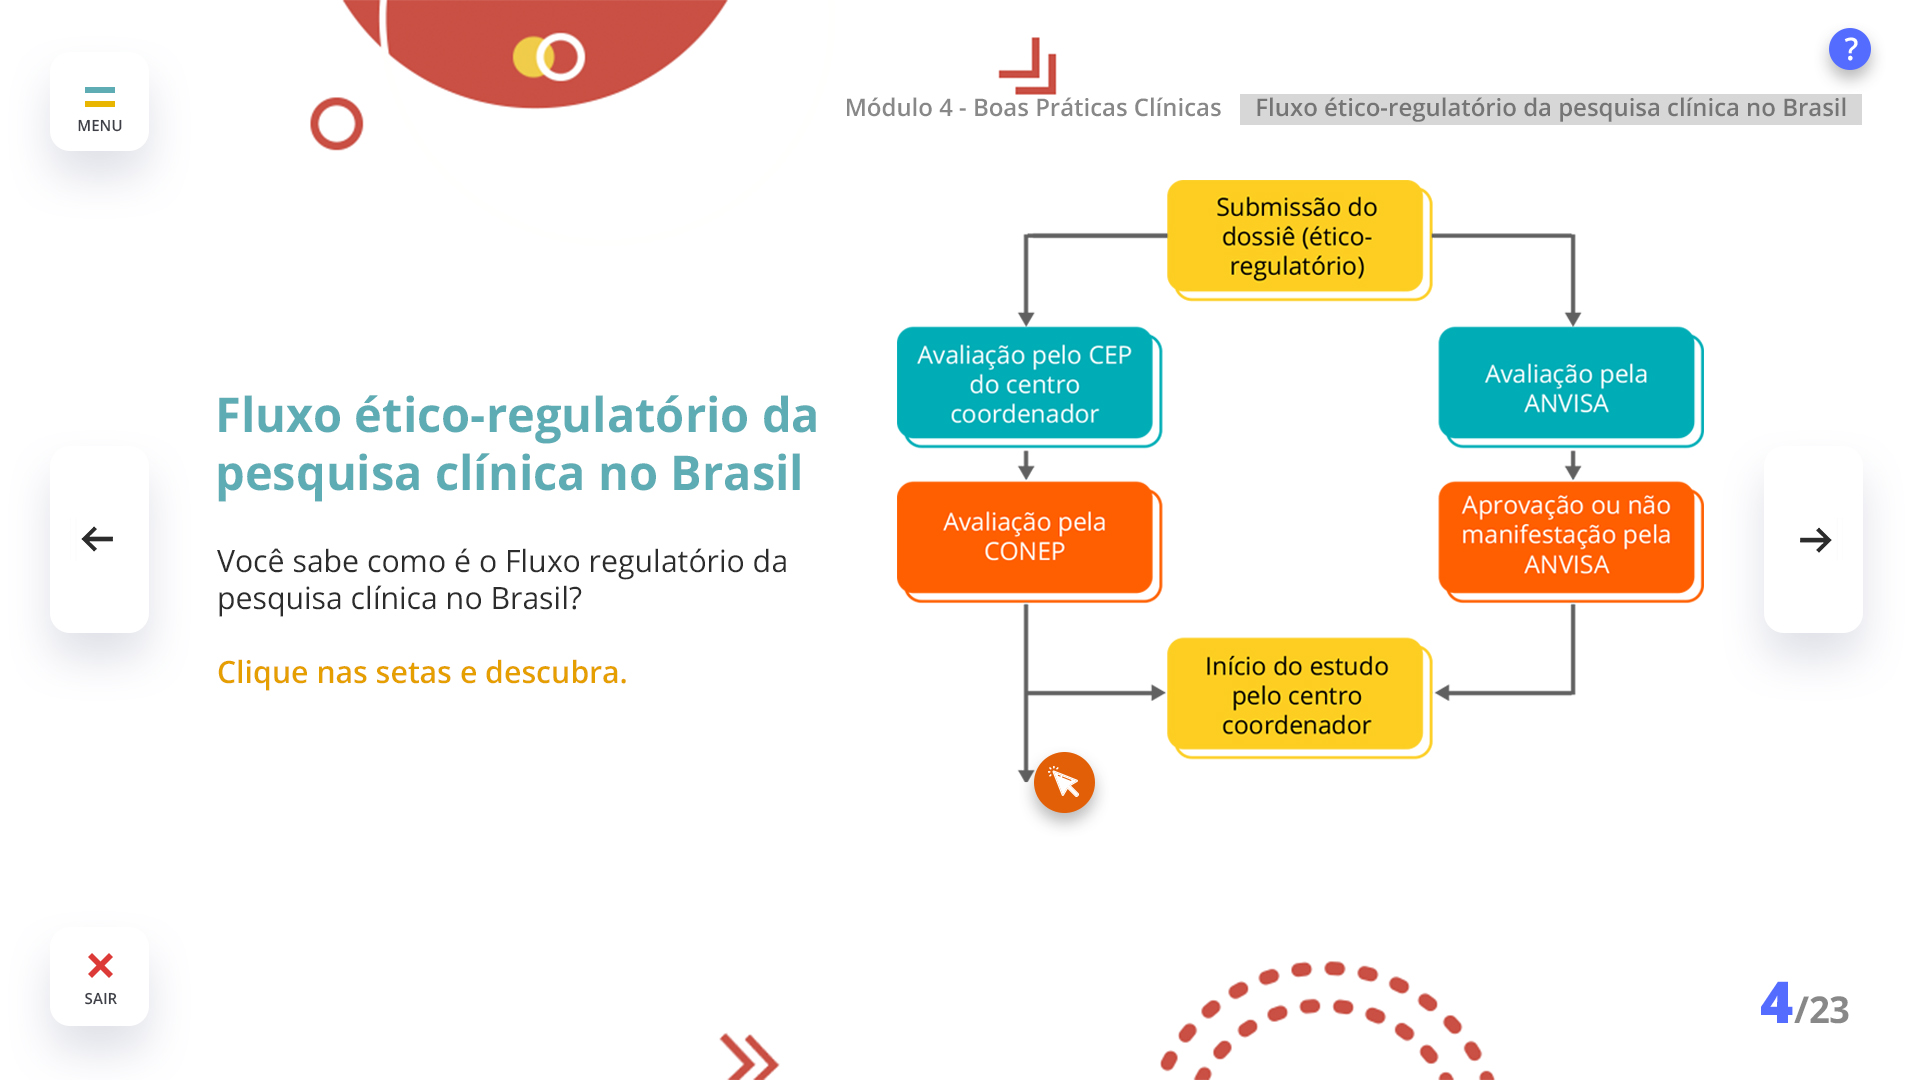 MENU
?
Módulo 4 - Boas Práticas Clínicas
Fluxo ético-regulatório da pesquisa clínica no Brasil
Fluxo ético-regulatório da
pesquisa clínica no Brasil
Você sabe como é o Fluxo regulatório da
pesquisa clínica no Brasil?
Clique nas setas e descubra.
Submissão do
dossiê (ético-
regulatório)
Avaliação pelo CEP
do centro
coordenador
Avaliação pela
ANVISA
Avaliação pela
CONEP
Aprovação ou não
manifestação pela
ANVISA
Início do estudo
pelo centro
coordenador
SAIR
4/23